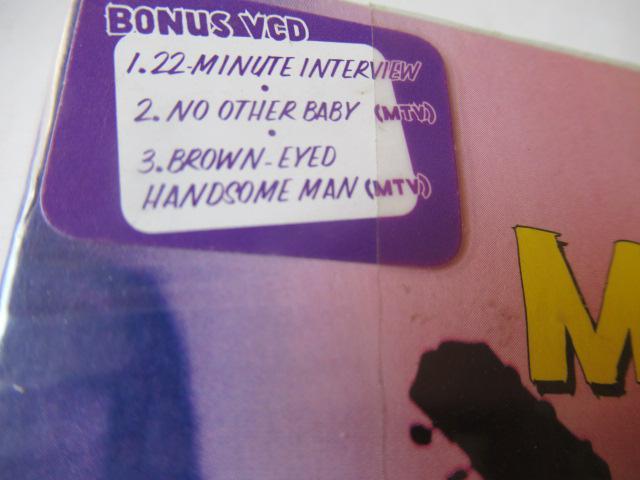 BONUS VCD
1. 22-MINUTE INTERVIEW
•
2. NO OTHER BABY (MTV)
•
3. BROWN-EYED
HANDSOME MAN (MTV)
M